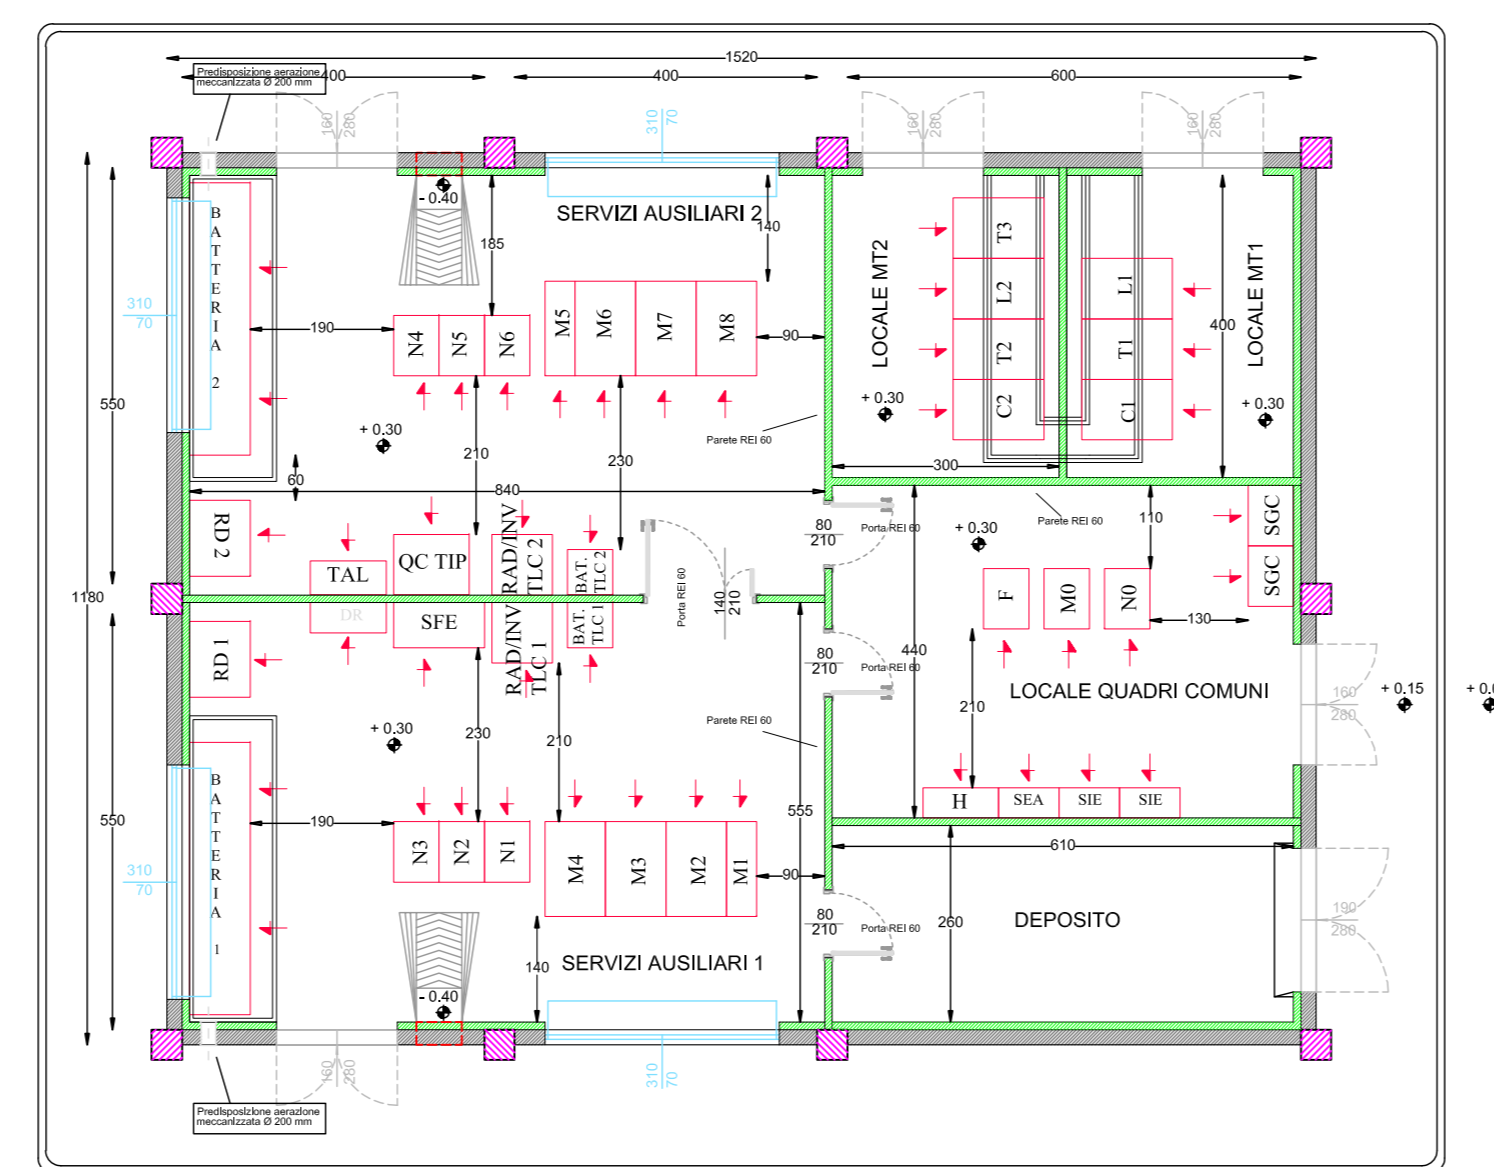 1520
Predisposizione aerazione
meccanizzata Ø 200 mm
400
400
600
160
280
310
70
160
280
160
280
- 0.40
SERVIZI AUSILIARI 2
140
185
BATTERIA 2
310
70
190
N4
N5
N6
M5
M6
M7
M8
90
LOCALE MT2
T3
L2
T2
C2
L1
T1
C1
400
LOCALE MT1
+ 0.30
+ 0.30
+ 0.30
Parete REI 60
550
60
210
230
300
840
RD 2
TAL
QC TIP
RAD/INV
TLC 2
BAT.
TLC 2
80
210
Porta REI 60
+ 0.30
Parete REI 60
110
SGC
SGC
1180
DR
SFE
RAD/INV
TLC 1
BAT.
TLC 1
Porta REI 60
140
210
F
M0
N0
130
RD 1
80
210
Porta REI 60
440
LOCALE QUADRI COMUNI
160
280
+ 0.15
210
+ 0.30
230
210
Parete REI 60
BATTERIA 1
310
70
550
190
N3
N2
N1
M4
M3
M2
M1
90
555
H
SEA
SIE
SIE
610
80
210
Porta REI 60
260
DEPOSITO
190
280
140
SERVIZI AUSILIARI 1
- 0.40
160
280
310
70
Predisposizione aerazione
meccanizzata Ø 200 mm